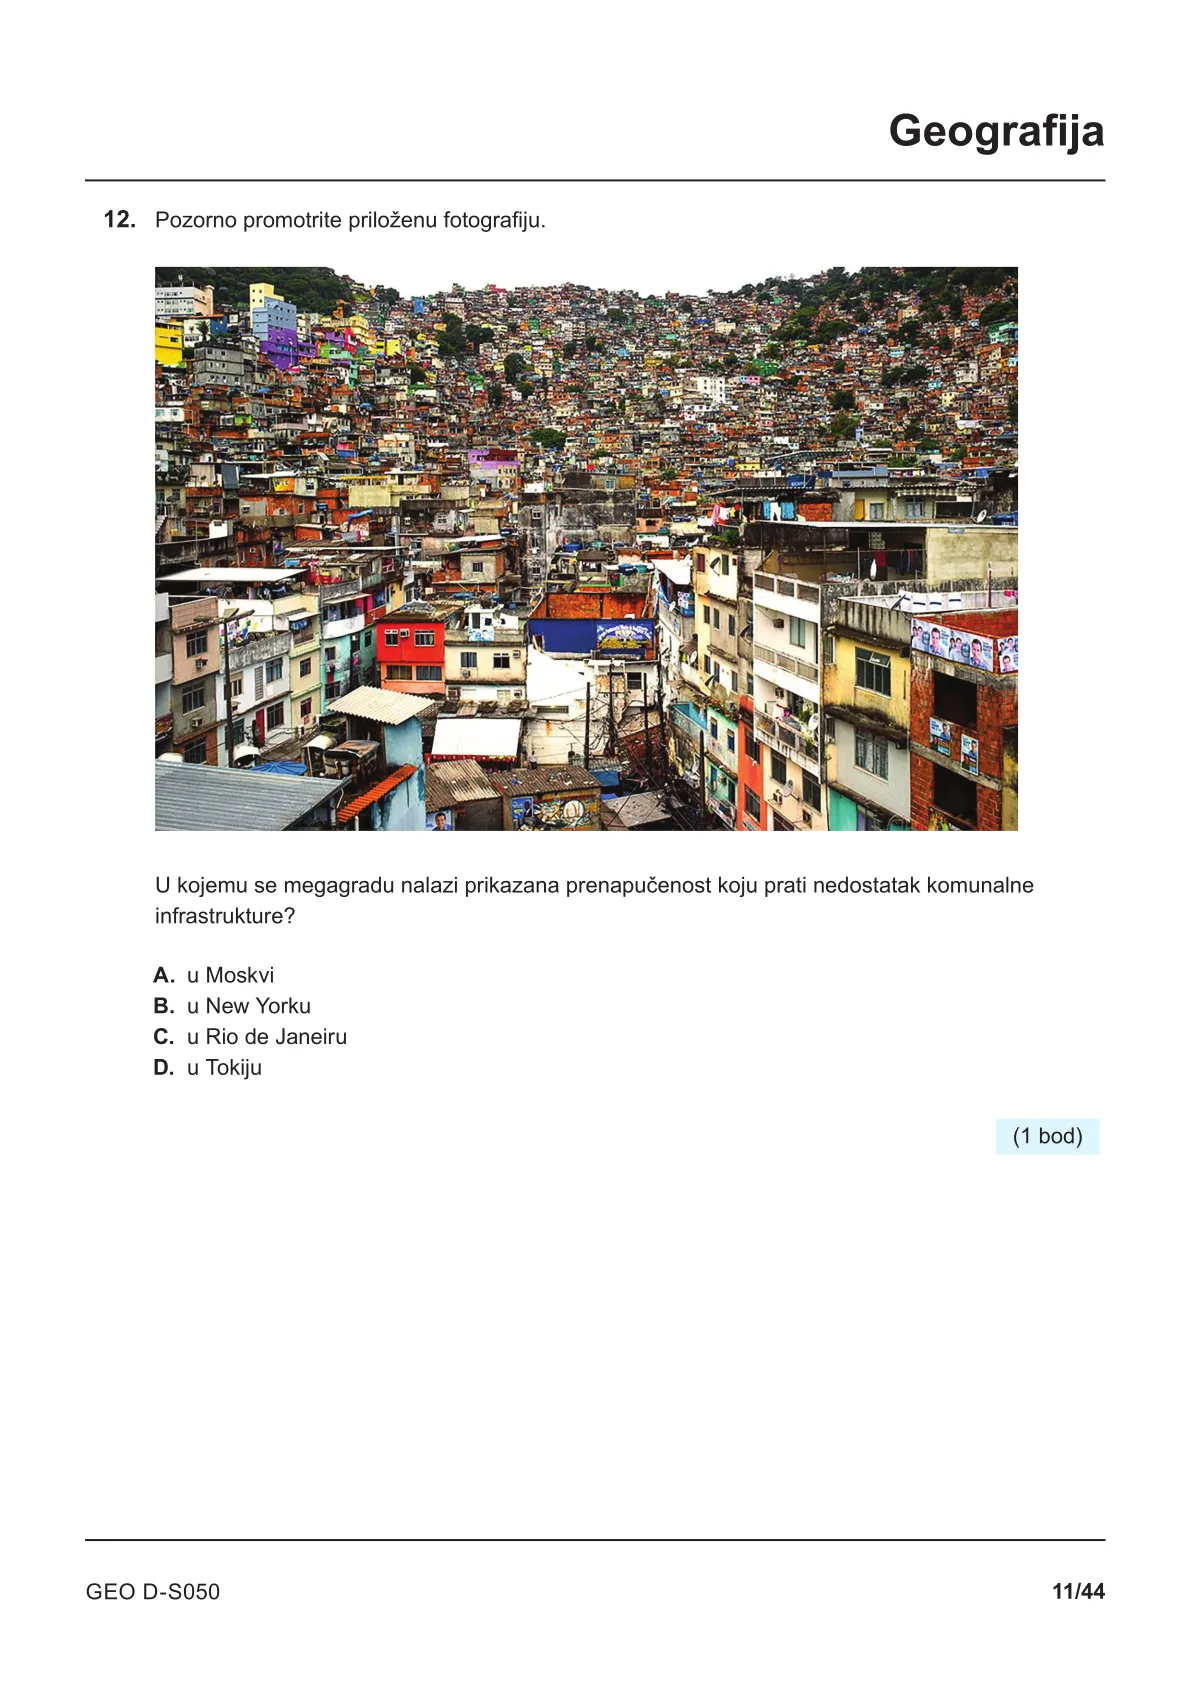 Geografija
12. Pozorno promotrite priloženu fotografiju.
U kojemu se megagradu nalazi prikazana prenapučenost koju prati nedostatak komunalne
infrastrukture?
A. u Moskvi
B. u New Yorku
C. u Rio de Janeiru
D. u Tokiju
(1 bod)
GEO D-S050
11/44